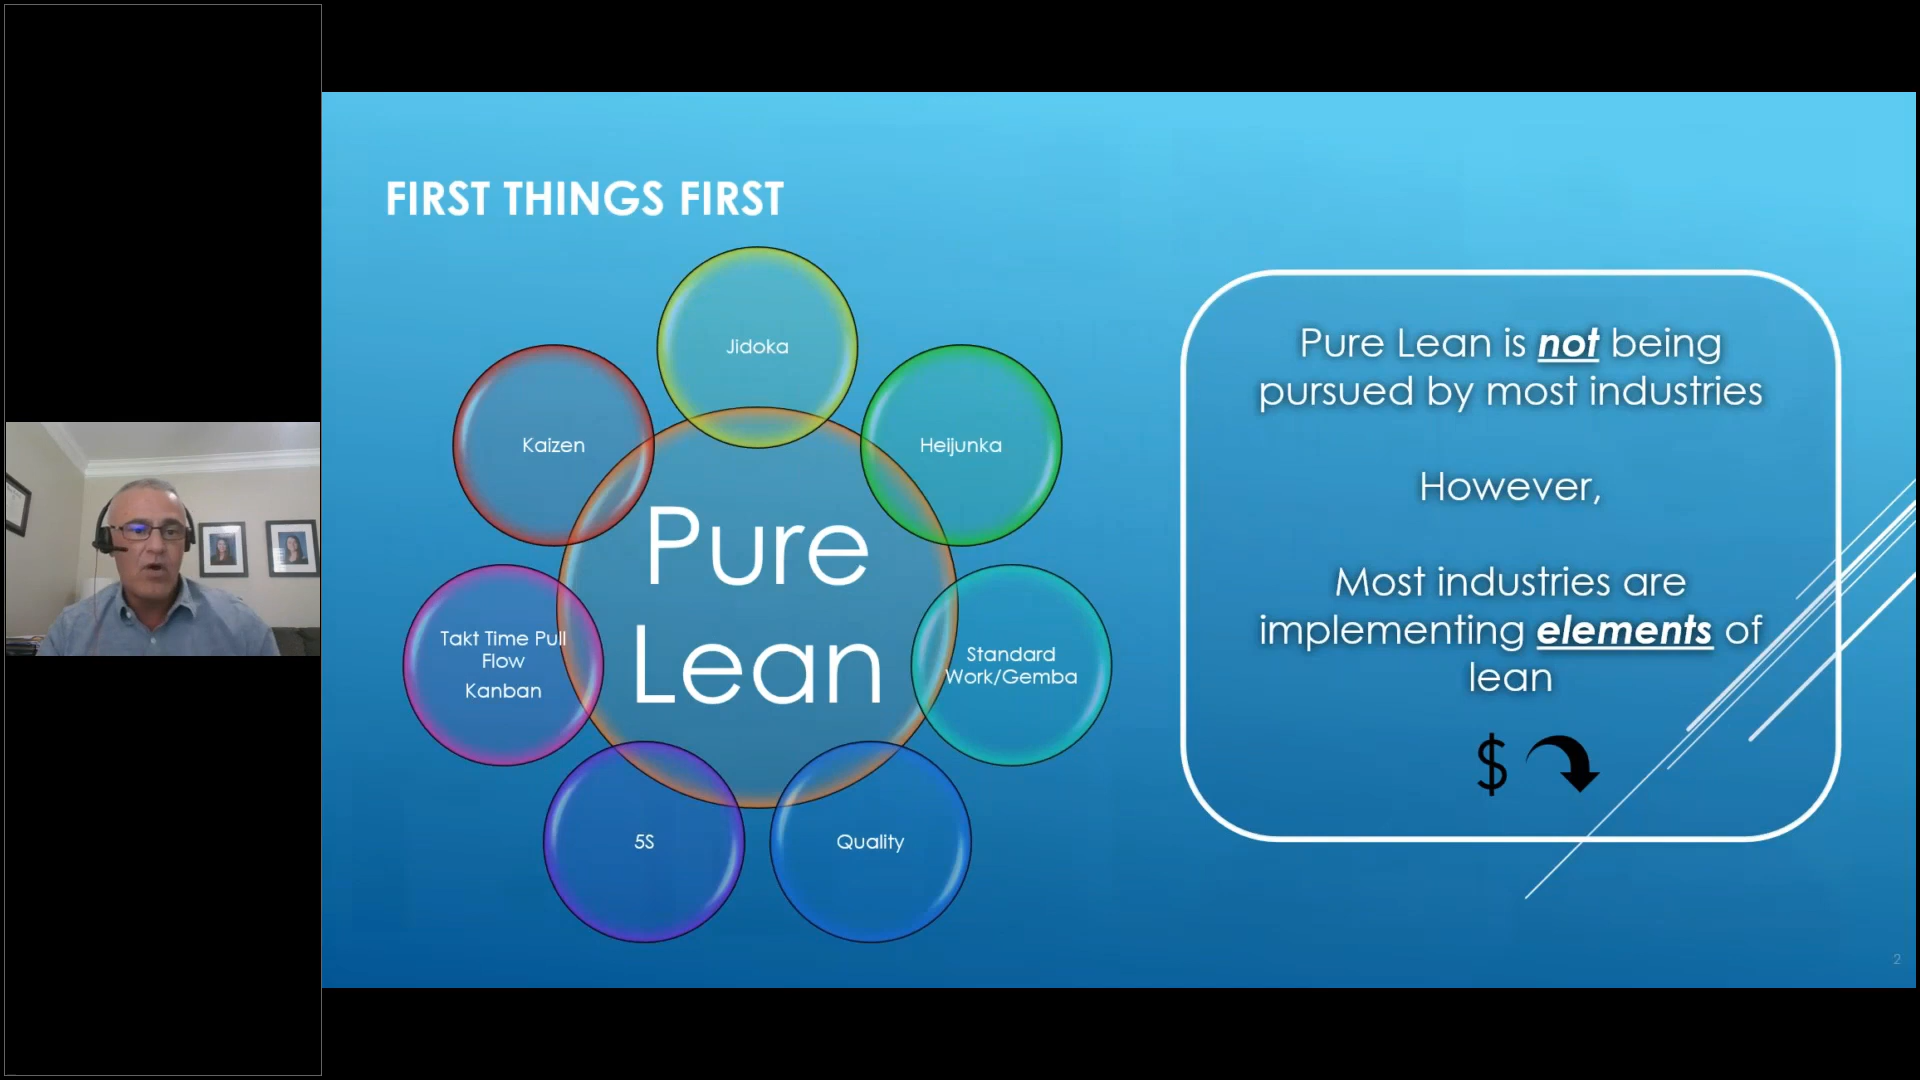 FIRST THINGS FIRST
Jidoka
Kaizen
Heijunka
Pure
Lean
Takt Time Pull
Flow
Kanban
Standard
Work/Gemba
5S
Quality
Pure Lean is not being
pursued by most industries
However,
Most industries are
implementing elements of
lean
$
2